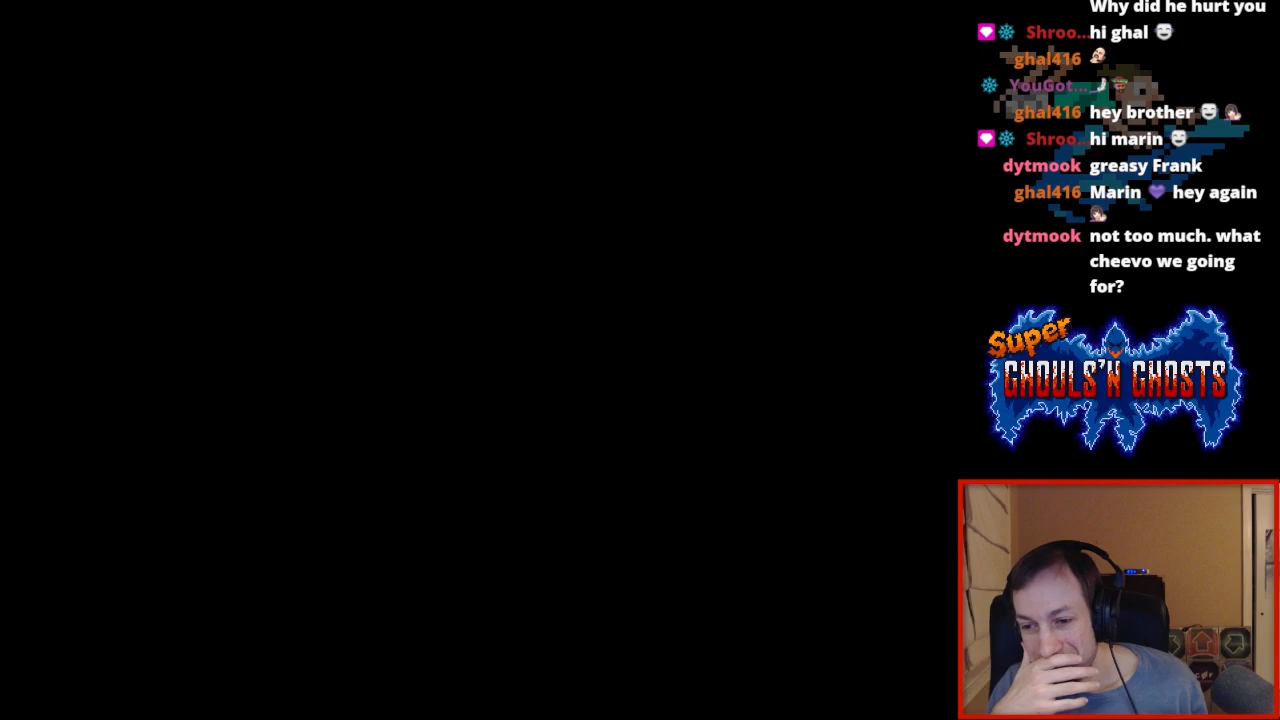 Why did he hurt you
Shroo... hi ghal
ghal416
YouGot...
ghal416 hey brother
Shroo... hi marin
dytmook greasy Frank
ghal416 Marin hey again
dytmook not too much. what
cheevo we going
for?
Super
GHOULS'N GHOSTS